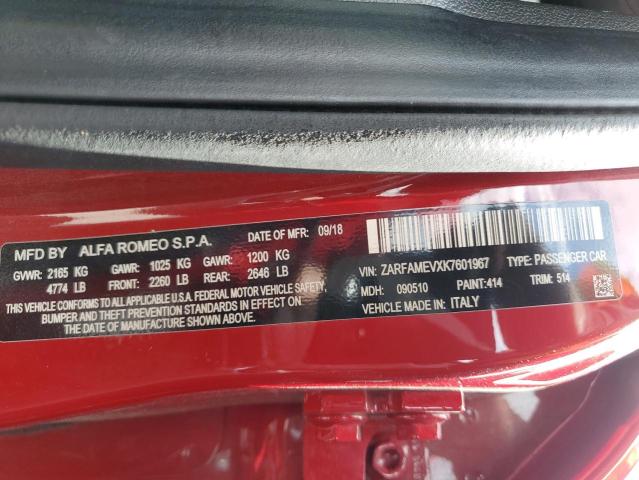 MFD BY ALFA ROMEO S.P.A. DATE OF MFR: 09/18
GVWR: 2165 KG GAWR: 1025 KG GAWR: 1200 KG
4774 LB FRONT: 2260 LB REAR: 2646 LB
THIS VEHICLE CONFORMS TO ALL APPLICABLE U.S.A. FEDERAL MOTOR VEHICLE SAFETY,
BUMPER AND THEFT PREVENTION STANDARDS IN EFFECT ON
THE DATE OF MANUFACTURE SHOWN ABOVE.
VIN: ZARFAMEVXK7601967 TYPE: PASSENGER CAR
MDH: 090510 PAINT:414 TRIM: 514
VEHICLE MADE IN: ITALY